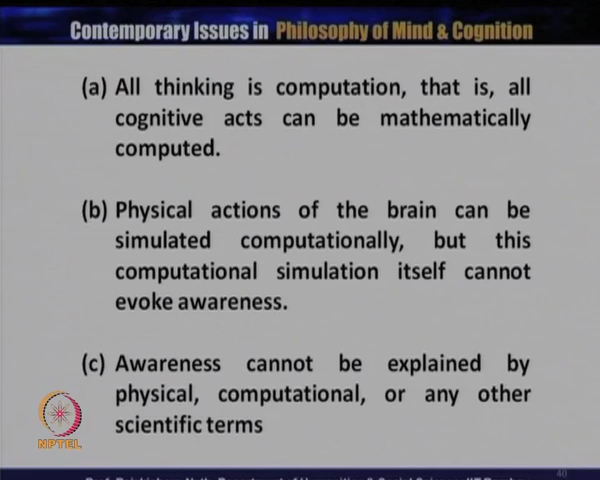 Contemporary Issues in Philosophy of Mind & Cognition
(a) All thinking is computation, that is, all
cognitive acts can be mathematically
computed.
(b) Physical actions of the brain can be
simulated computationally, but this
computational simulation itself cannot
evoke awareness.
(c) Awareness cannot be explained by
physical, computational, or any other
scientific terms
NPTEL
40